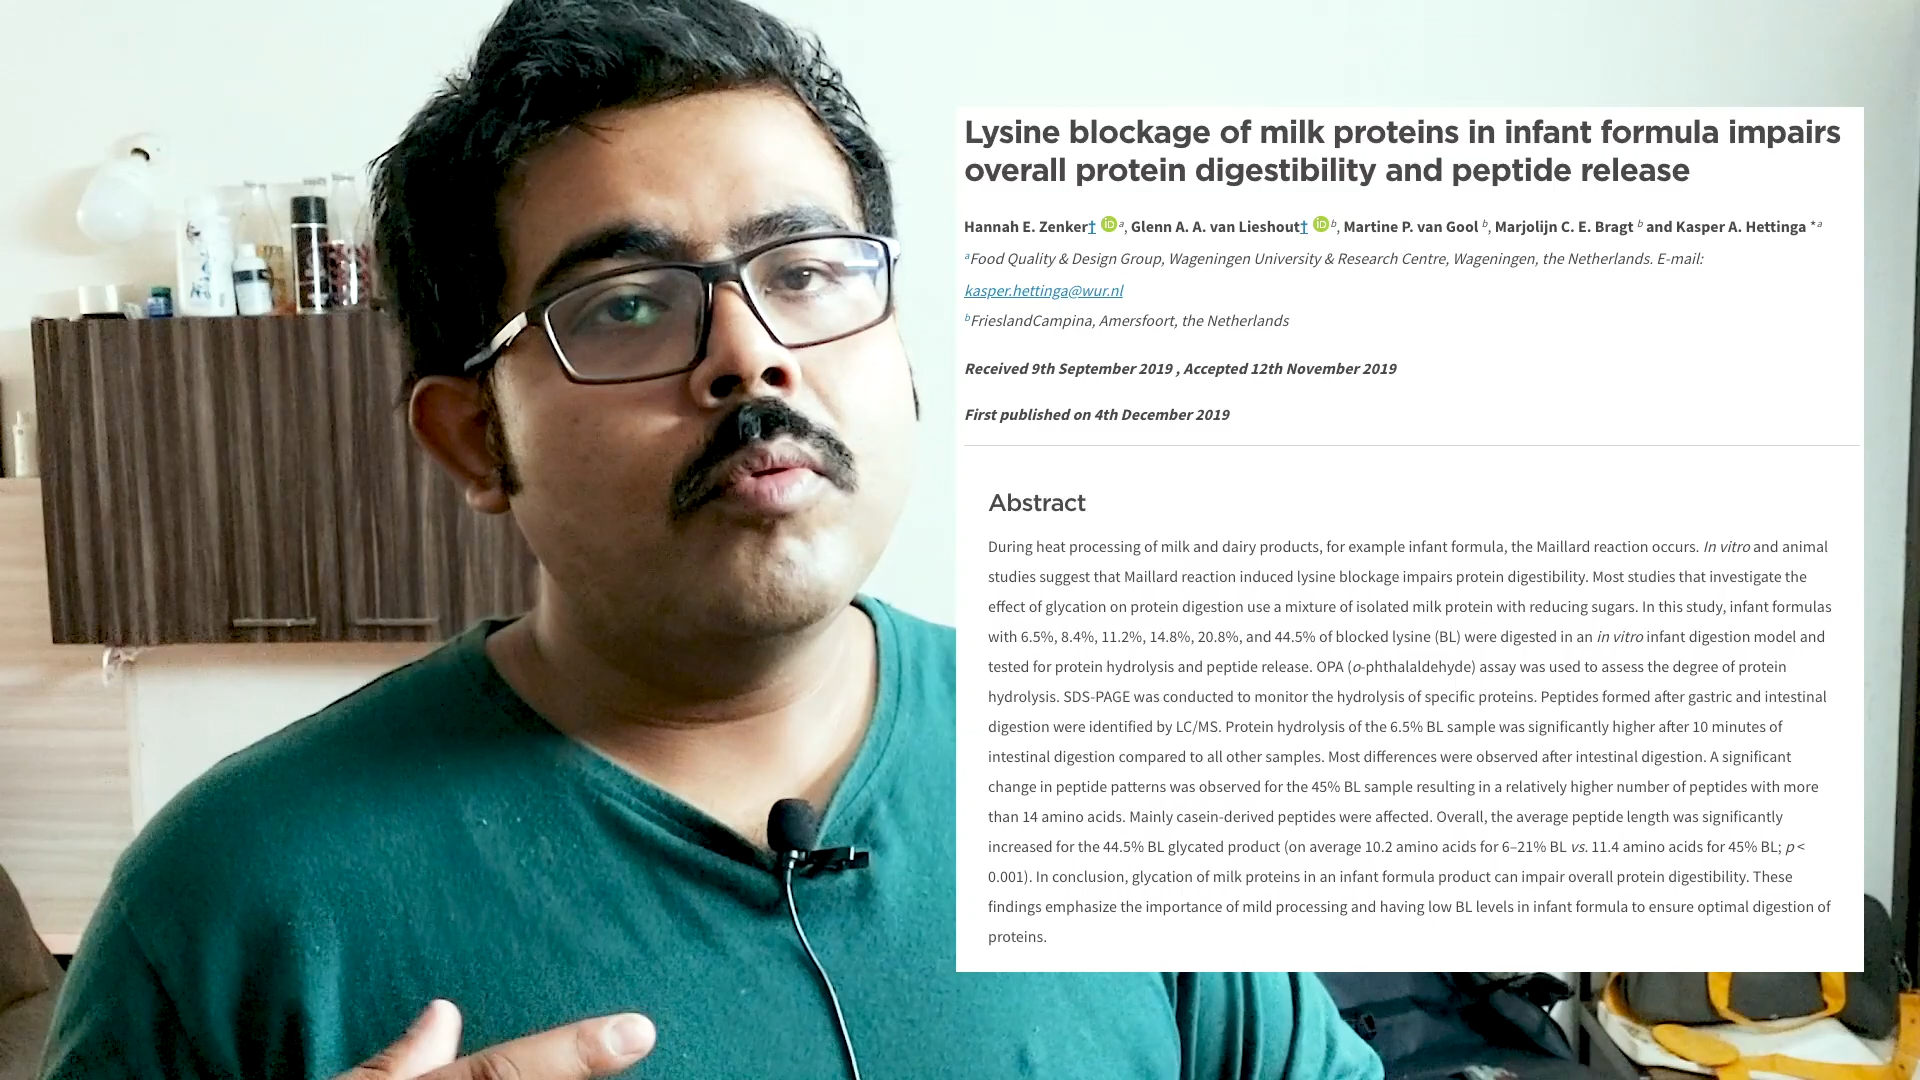 Lysine blockage of milk proteins in infant formula impairs
overall protein digestibility and peptide release
Hannah E. Zenker† iD a, Glenn A. A. van Lieshout† iD b, Martine P. van Gool b, Marjolijn C. E. Bragt b and Kasper A. Hettinga *a
aFood Quality & Design Group, Wageningen University & Research Centre, Wageningen, the Netherlands. E-mail:
kasper.hettinga@wur.nl
bFrieslandCampina, Amersfoort, the Netherlands
Received 9th September 2019 , Accepted 12th November 2019
First published on 4th December 2019
Abstract
During heat processing of milk and dairy products, for example infant formula, the Maillard reaction occurs. In vitro and animal
studies suggest that Maillard reaction induced lysine blockage impairs protein digestibility. Most studies that investigate the
effect of glycation on protein digestion use a mixture of isolated milk protein with reducing sugars. In this study, infant formulas
with 6.5%, 8.4%, 11.2%, 14.8%, 20.8%, and 44.5% of blocked lysine (BL) were digested in an in vitro infant digestion model and
tested for protein hydrolysis and peptide release. OPA (o-phthalaldehyde) assay was used to assess the degree of protein
hydrolysis. SDS-PAGE was conducted to monitor the hydrolysis of specific proteins. Peptides formed after gastric and intestinal
digestion were identified by LC/MS. Protein hydrolysis of the 6.5% BL sample was significantly higher after 10 minutes of
intestinal digestion compared to all other samples. Most differences were observed after intestinal digestion. A significant
change in peptide patterns was observed for the 45% BL sample resulting in a relatively higher number of peptides with more
than 14 amino acids. Mainly casein-derived peptides were affected. Overall, the average peptide length was significantly
increased for the 44.5% BL glycated product (on average 10.2 amino acids for 6–21% BL vs. 11.4 amino acids for 45% BL; p <
0.001). In conclusion, glycation of milk proteins in an infant formula product can impair overall protein digestibility. These
findings emphasize the importance of mild processing and having low BL levels in infant formula to ensure optimal digestion of
proteins.